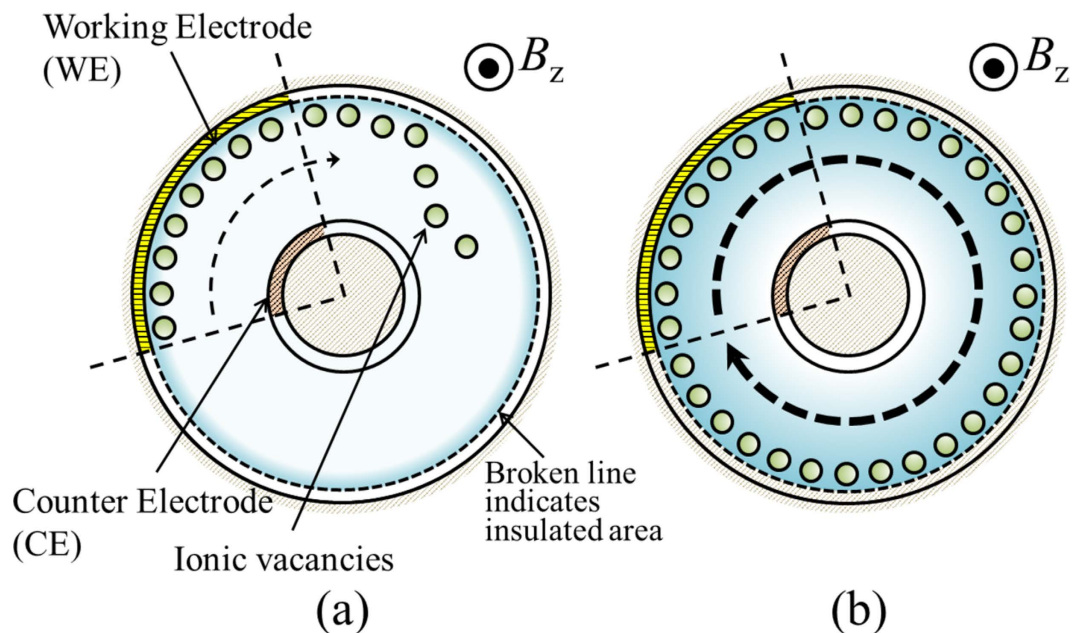 Working Electrode
(WE)
B_z
B_z
Counter Electrode
(CE)
Ionic vacancies
Broken line
indicates
insulated area
(a)
(b)